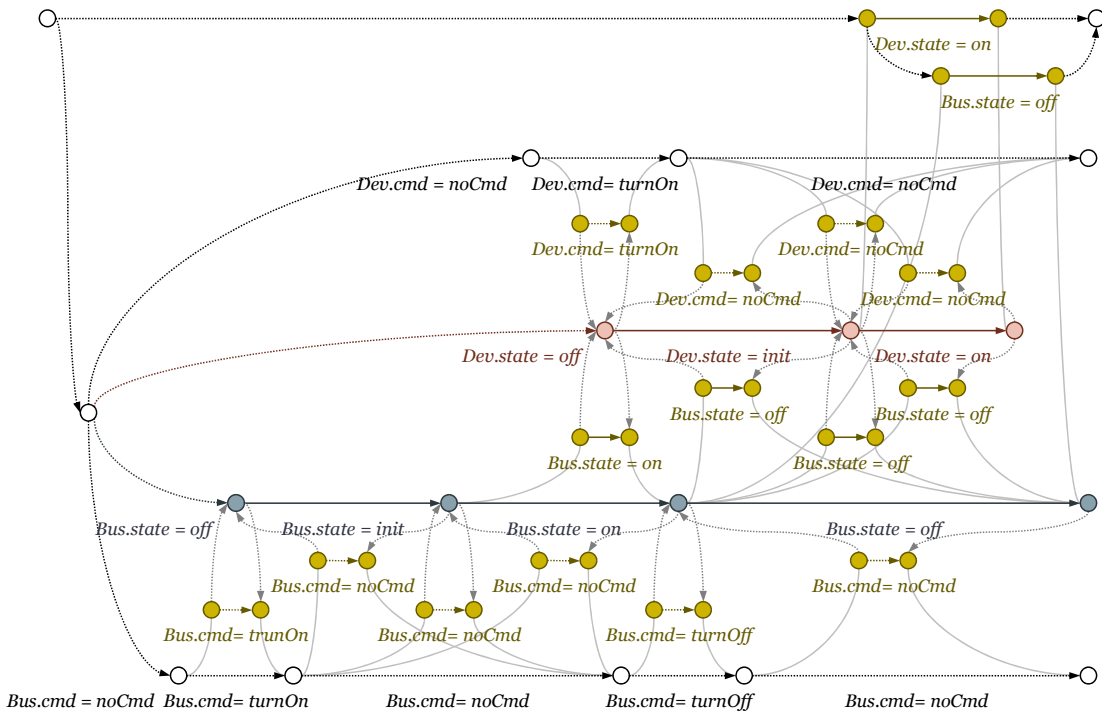 Dev.state = on
Bus.state = off
Dev.cmd = noCmd
Dev.cmd= turnOn
Dev.cmd= noCmd
Dev.cmd= turnOn
Dev.cmd= noCmd
Dev.cmd= noCmd
Dev.cmd= noCmd
Dev.state = off
Dev.state = init
Dev.state = on
Bus.state = off
Bus.state = off
Bus.state = on
Bus.state = off
Bus.state = off
Bus.state = init
Bus.state = on
Bus.state = off
Bus.cmd= noCmd
Bus.cmd= noCmd
Bus.cmd= noCmd
Bus.cmd= trunOn
Bus.cmd= noCmd
Bus.cmd= turnOff
Bus.cmd = noCmd
Bus.cmd= turnOn
Bus.cmd= noCmd
Bus.cmd= turnOff
Bus.cmd= noCmd